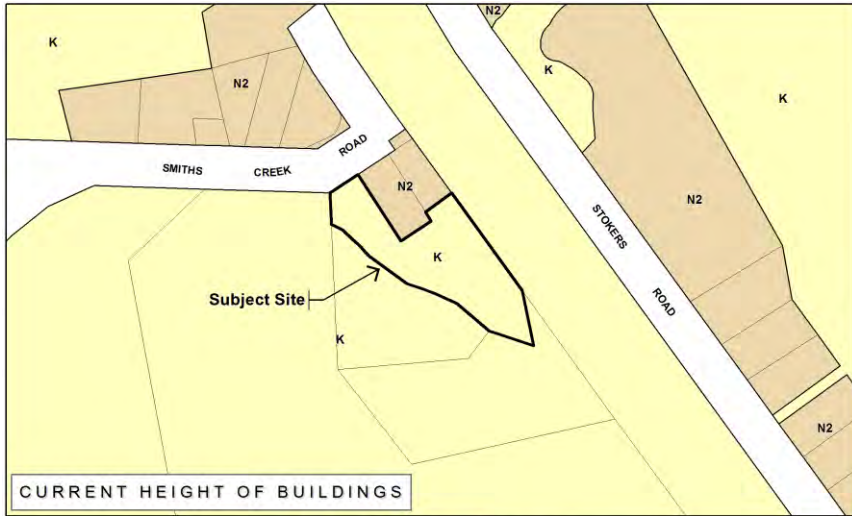 N2
K
K
K
N2
ROAD
SMITHS CREEK
N2
N2
STOKERS
K
Subject Site
ROAD
K
N2
CURRENT HEIGHT OF BUILDINGS